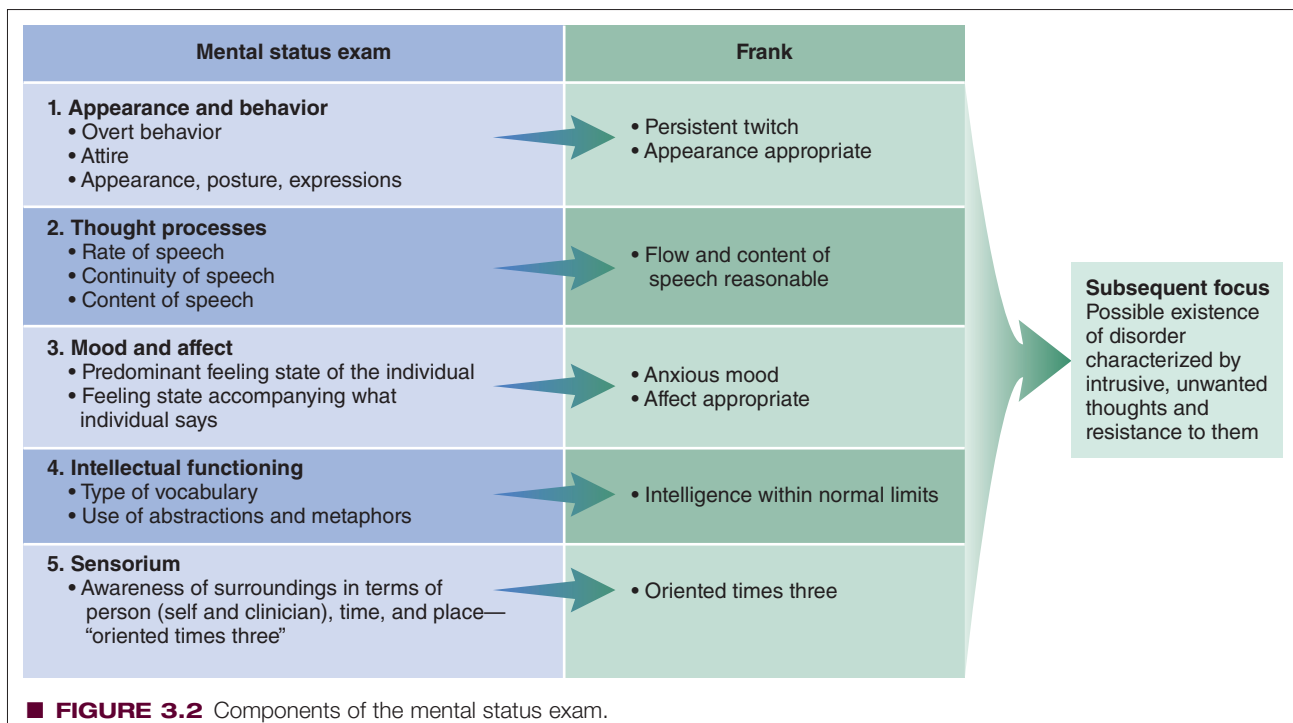 Mental status exam
Frank
1. Appearance and behavior
• Overt behavior
• Attire
• Appearance, posture, expressions
• Persistent twitch
• Appearance appropriate
2. Thought processes
• Rate of speech
• Continuity of speech
• Content of speech
• Flow and content of
speech reasonable
3. Mood and affect
• Predominant feeling state of the individual
• Feeling state accompanying what
individual says
• Anxious mood
• Affect appropriate
4. Intellectual functioning
• Type of vocabulary
• Use of abstractions and metaphors
• Intelligence within normal limits
5. Sensorium
• Awareness of surroundings in terms of
person (self and clinician), time, and place—
“oriented times three”
• Oriented times three
Subsequent focus
Possible existence
of disorder
characterized by
intrusive, unwanted
thoughts and
resistance to them
■ FIGURE 3.2 Components of the mental status exam.